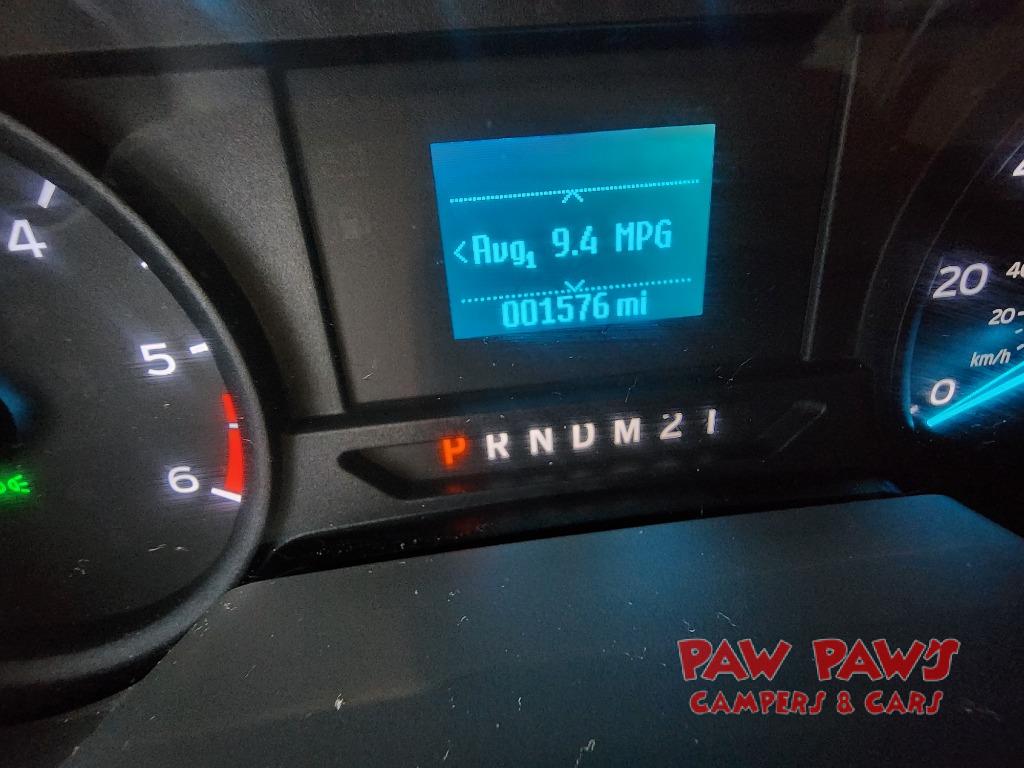 4
5
6
<Avg1 9.4 MPG
001576 mi
P R N D M 2 1
20
40
20
km/h
0
PAW PAW'S
CAMPERS & CARS